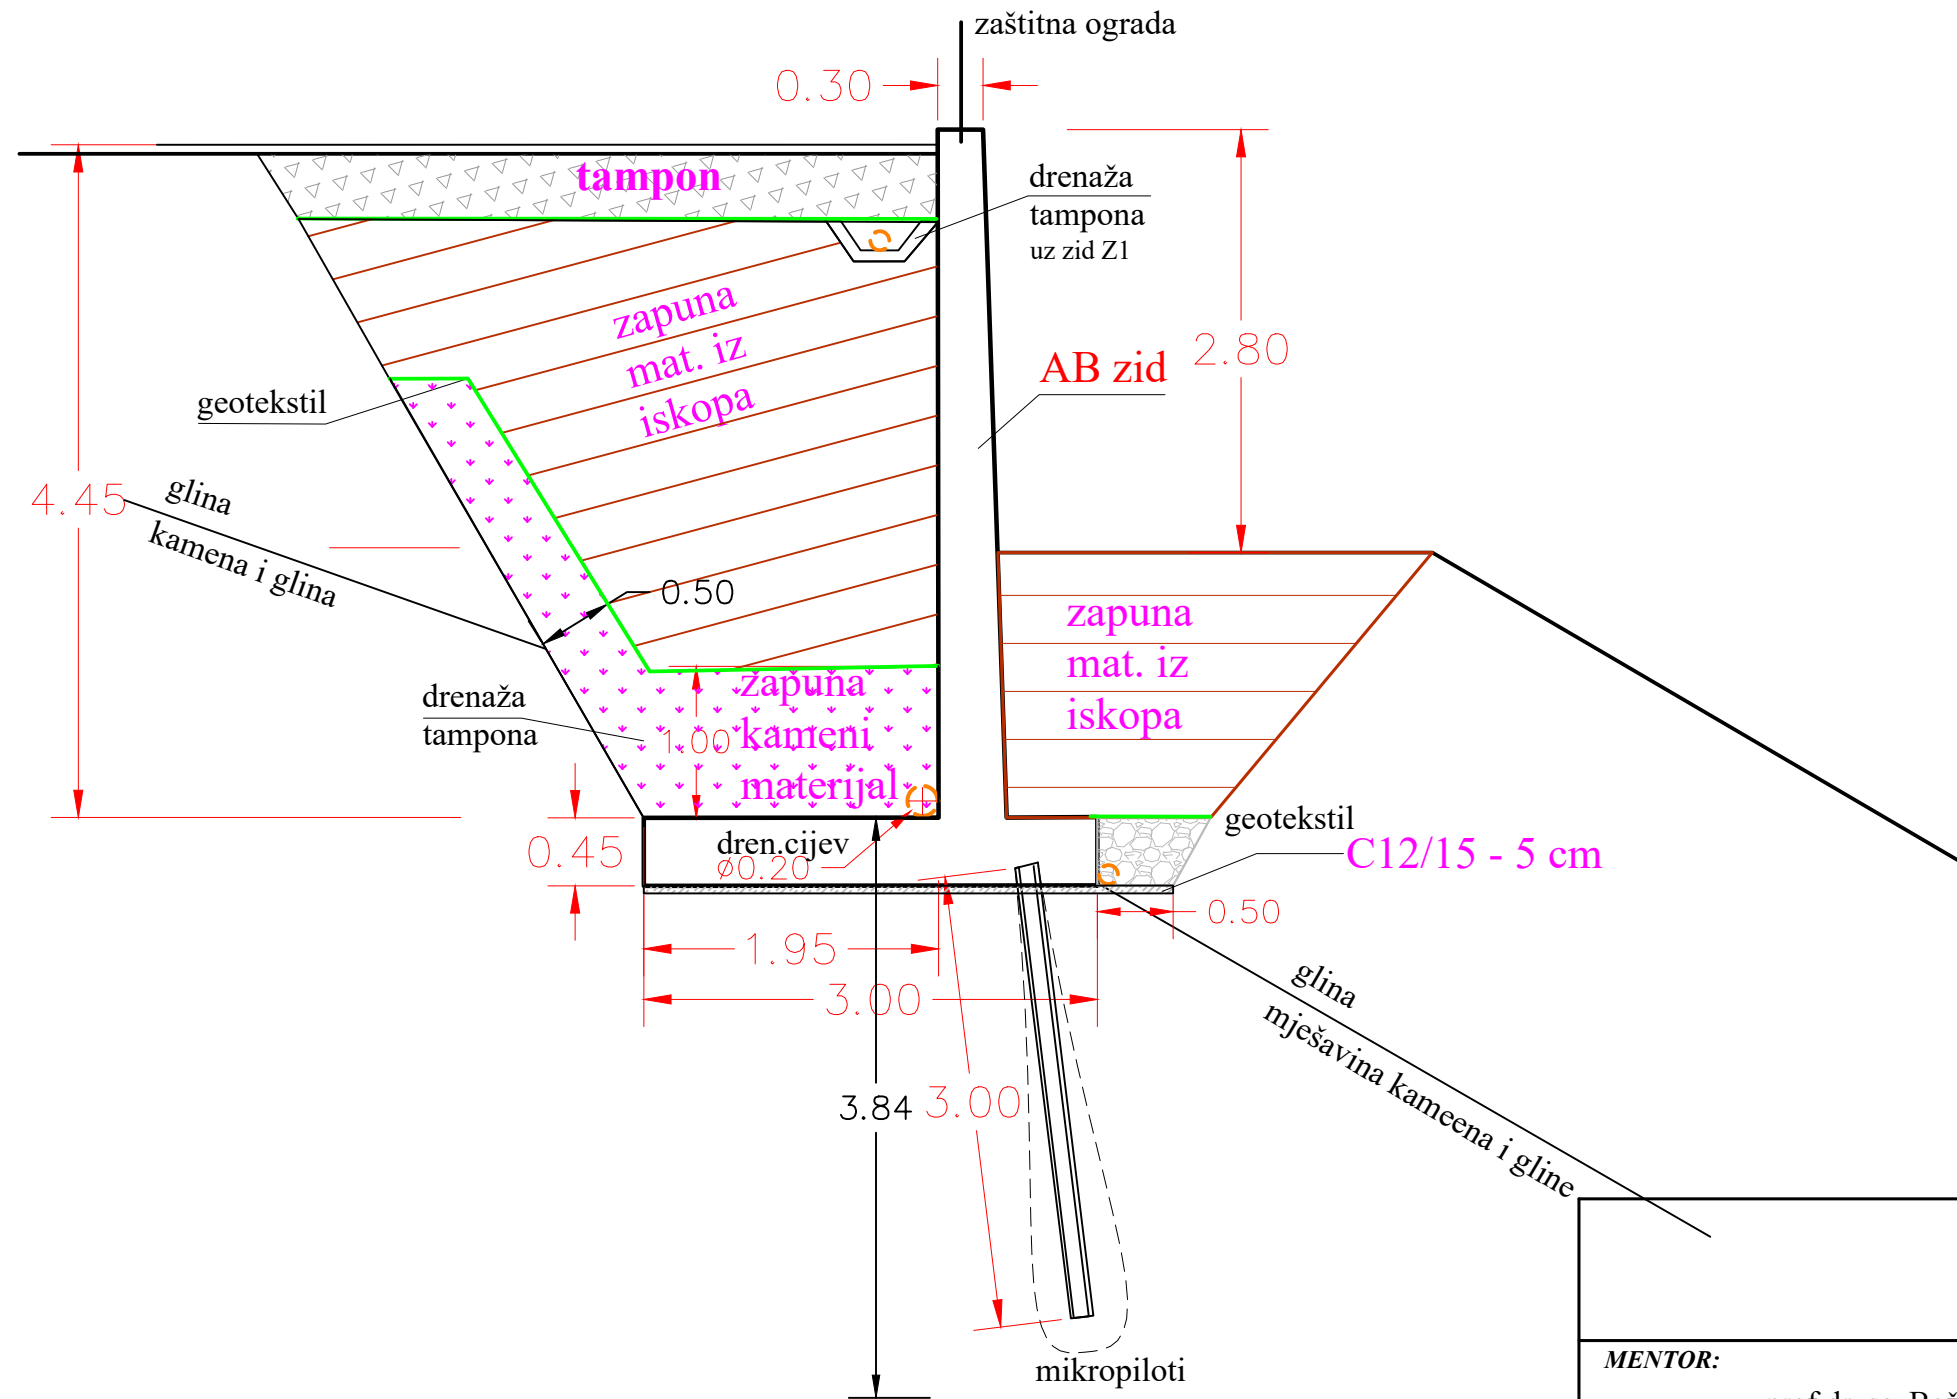 zaštitna ograda
0.30
tampon
drenaža
tampona
uz zid Z1
zapuna
mat. iz
iskopa
AB zid
2.80
geotekstil
4.45
glina
kamena i glina
0.50
zapuna
mat. iz
iskopa
drenaža
tampona
1.00
zapuna
kameni
materijal
0.45
dren.cijev
ø0.20
geotekstil
C12/15 - 5 cm
0.50
1.95
3.00
3.84
3.00
glina
mješavina kameena i gline
mikropiloti
MENTOR: